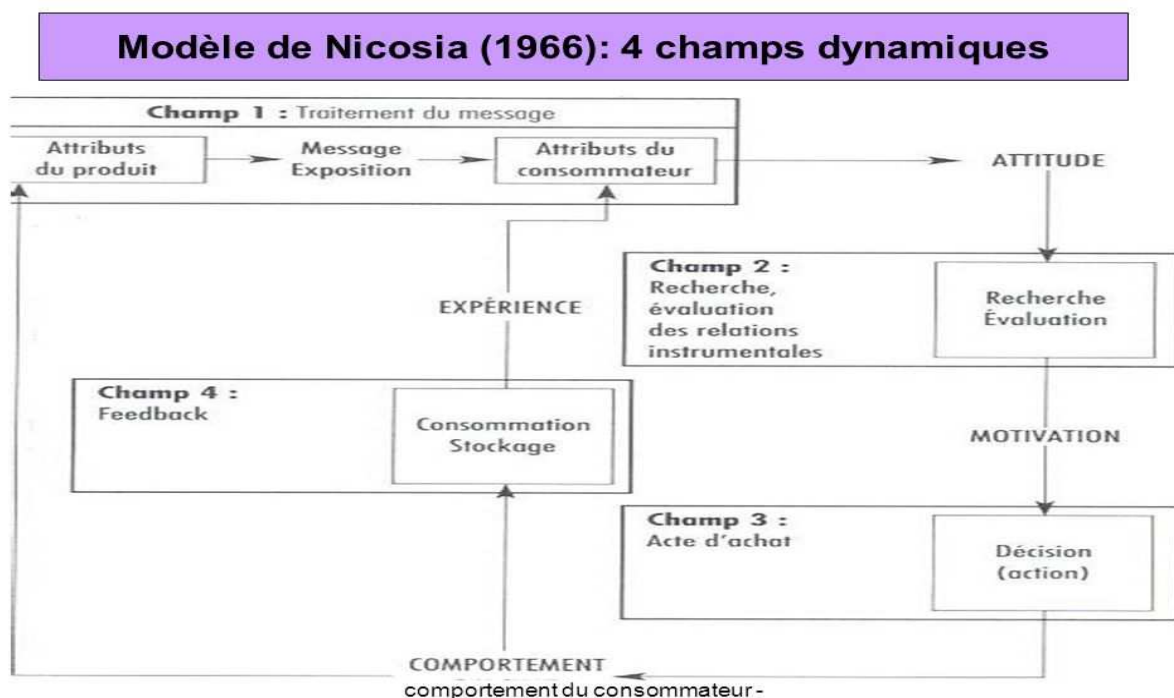 Modèle de Nicosia (1966): 4 champs dynamiques
Champ 1 : Traitement du message
Attributs
du produit
Message
Exposition
Attributs du
consommateur
ATTITUDE
Champ 2 :
Recherche,
évaluation
des relations
instrumentales
Recherche
Évaluation
EXPÉRIENCE
Champ 4 :
Feedback
Consommation
Stockage
MOTIVATION
Champ 3 :
Acte d'achat
Décision
(action)
COMPORTEMENT
comportement du consommateur -